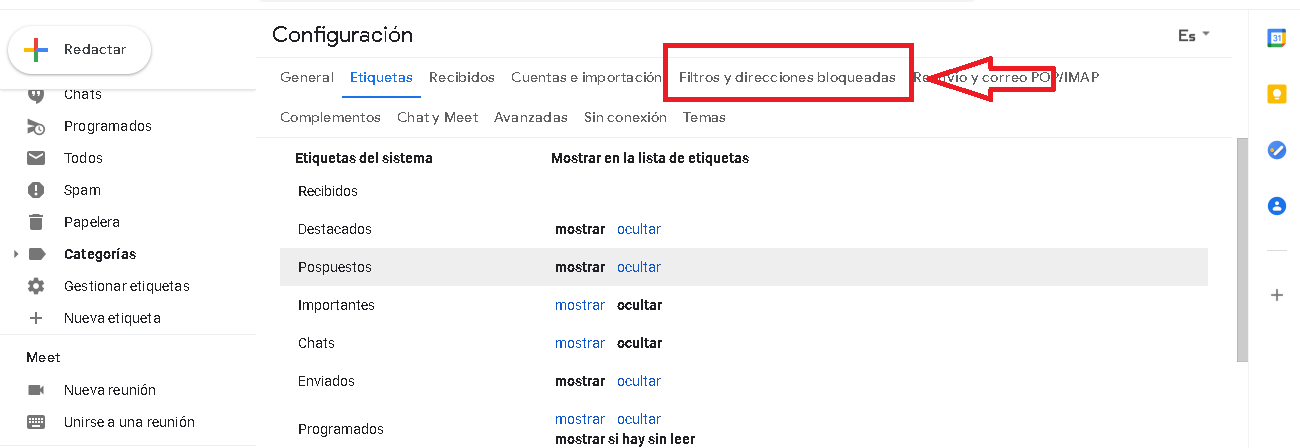 Configuración
Es
Redactar
General Etiquetas Recibidos Cuentas e importación Filtros y direcciones bloqueadas Reenvío y correo POP/IMAP
Complementos Chat y Meet Avanzadas Sin conexión Temas
Chats
Programados
Todos
Spam
Papelera
Categorías
Gestionar etiquetas
Nueva etiqueta
Meet
Nueva reunión
Unirse a una reunión
Etiquetas del sistema Mostrar en la lista de etiquetas
Recibidos
Destacados mostrar ocultar
Pospuestos mostrar ocultar
Importantes mostrar ocultar
Chats mostrar ocultar
Enviados mostrar ocultar
Programados mostrar ocultar
mostrar si hay sin leer
31